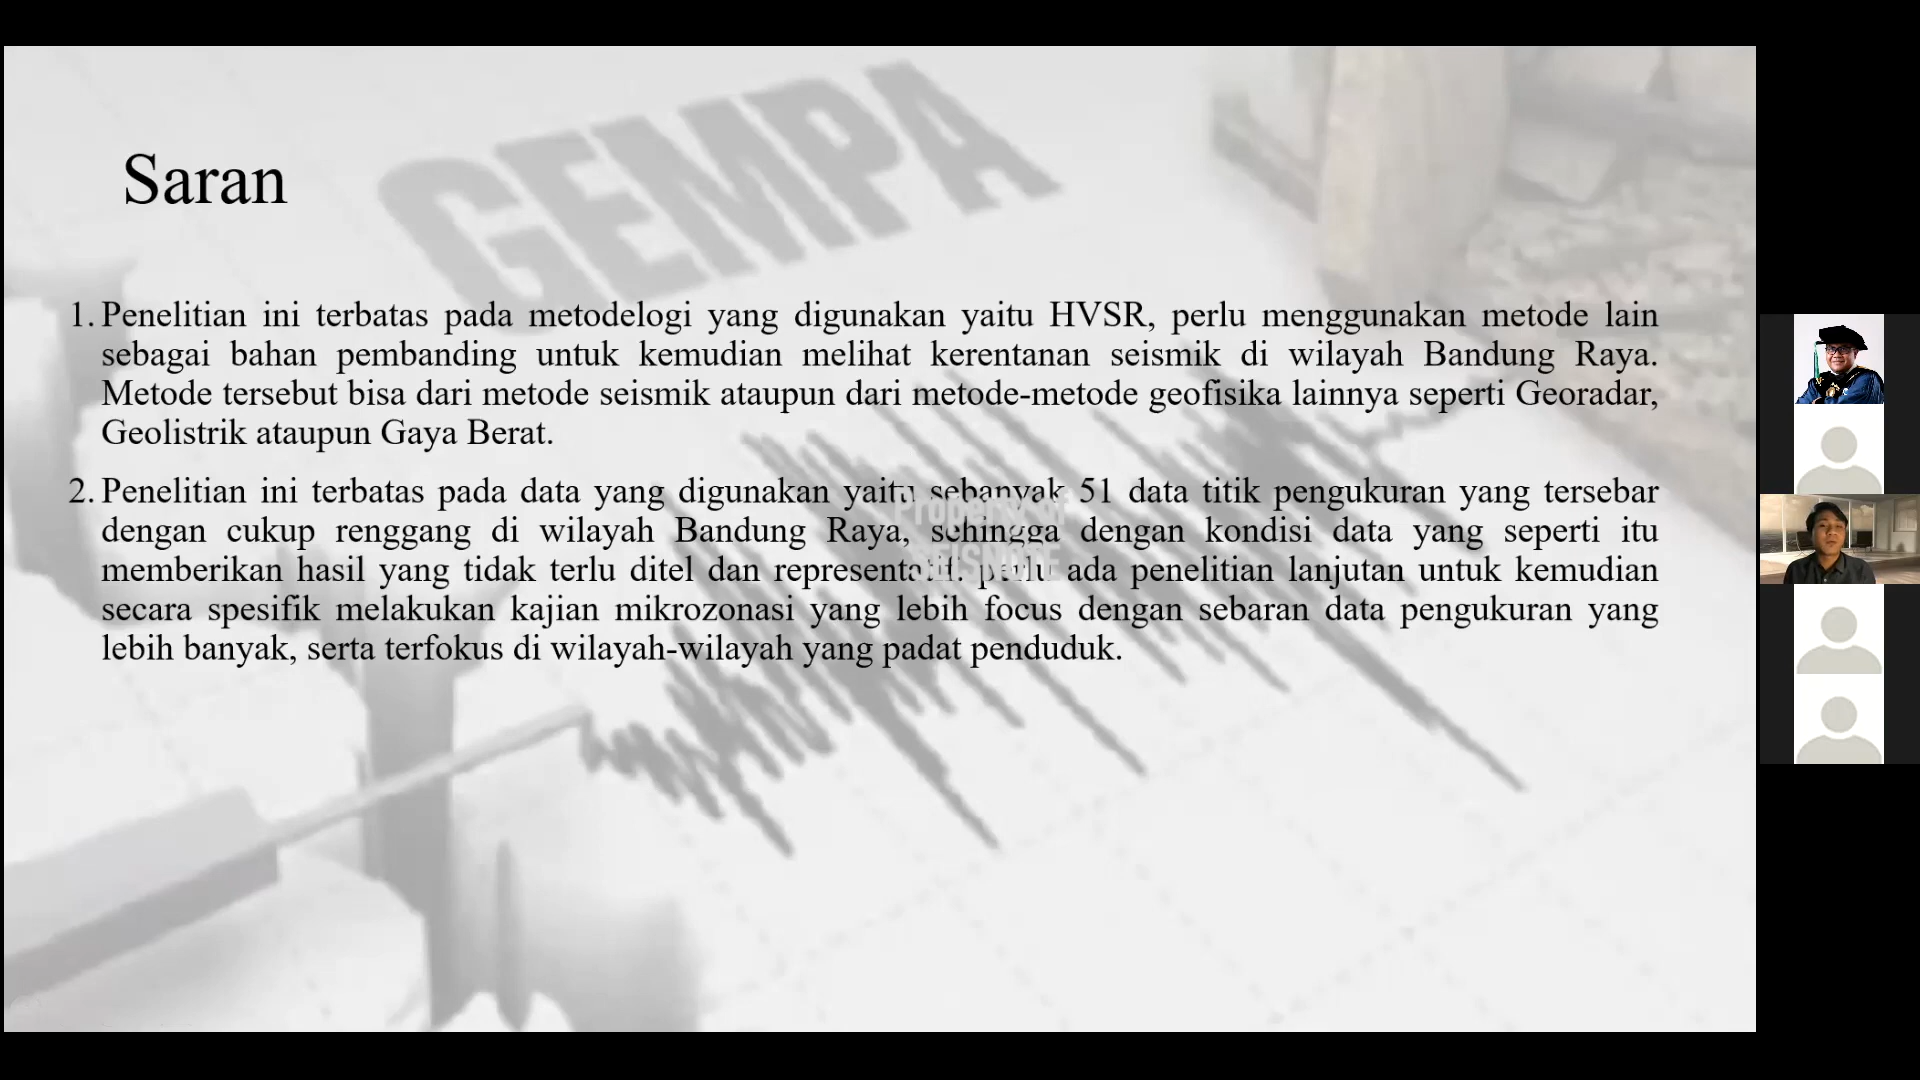 GEMPA
Saran
1. Penelitian ini terbatas pada metodelogi yang digunakan yaitu HVSR, perlu menggunakan metode lain
sebagai bahan pembanding untuk kemudian melihat kerentanan seismik di wilayah Bandung Raya.
Metode tersebut bisa dari metode seismik ataupun dari metode-metode geofisika lainnya seperti Georadar,
Geolistrik ataupun Gaya Berat.
2. Penelitian ini terbatas pada data yang digunakan yaitu sebanyak 51 data titik pengukuran yang tersebar
dengan cukup renggang di wilayah Bandung Raya, sehingga dengan kondisi data yang seperti itu
memberikan hasil yang tidak terlu ditel dan representatif. perlu ada penelitian lanjutan untuk kemudian
secara spesifik melakukan kajian mikrozonasi yang lebih focus dengan sebaran data pengukuran yang
lebih banyak, serta terfokus di wilayah-wilayah yang padat penduduk.
Property of
SEISNOTE